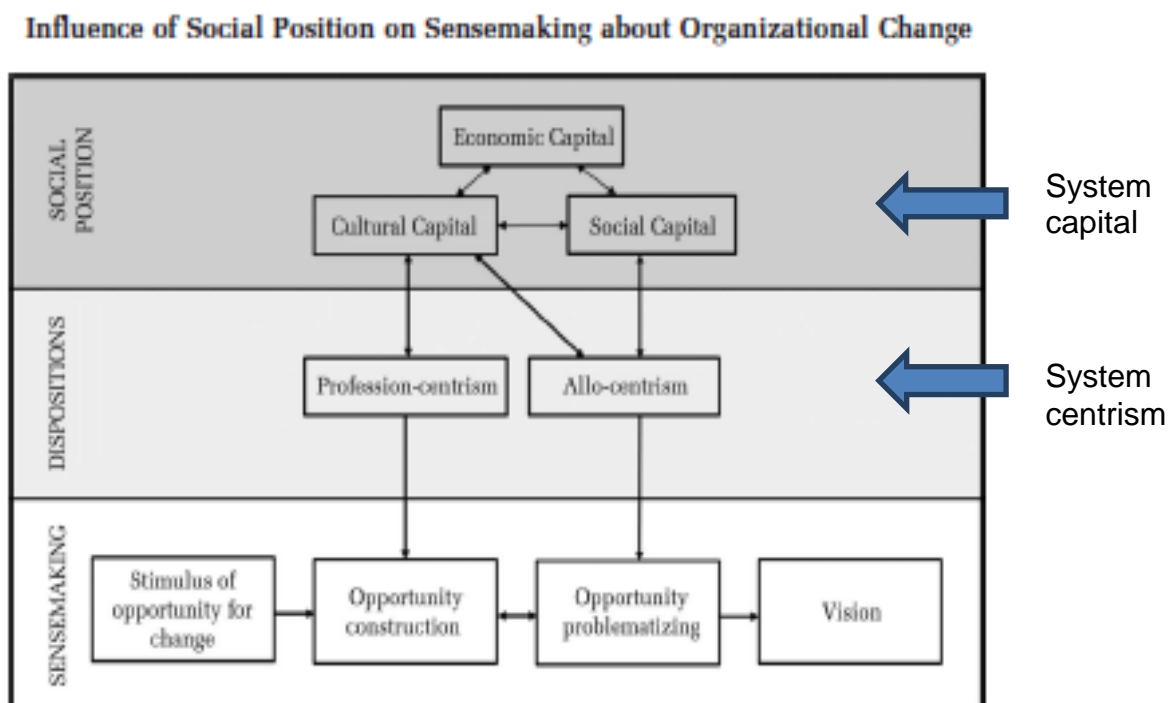 Influence of Social Position on Sensemaking about Organizational Change
SOCIAL
POSITION
Economic Capital
Cultural Capital
Social Capital
System
capital
DISPOSITIONS
Profession-centrism
Allo-centrism
System
centrism
SENSEMAKING
Stimulus of
opportunity for
change
Opportunity
construction
Opportunity
problematizing
Vision